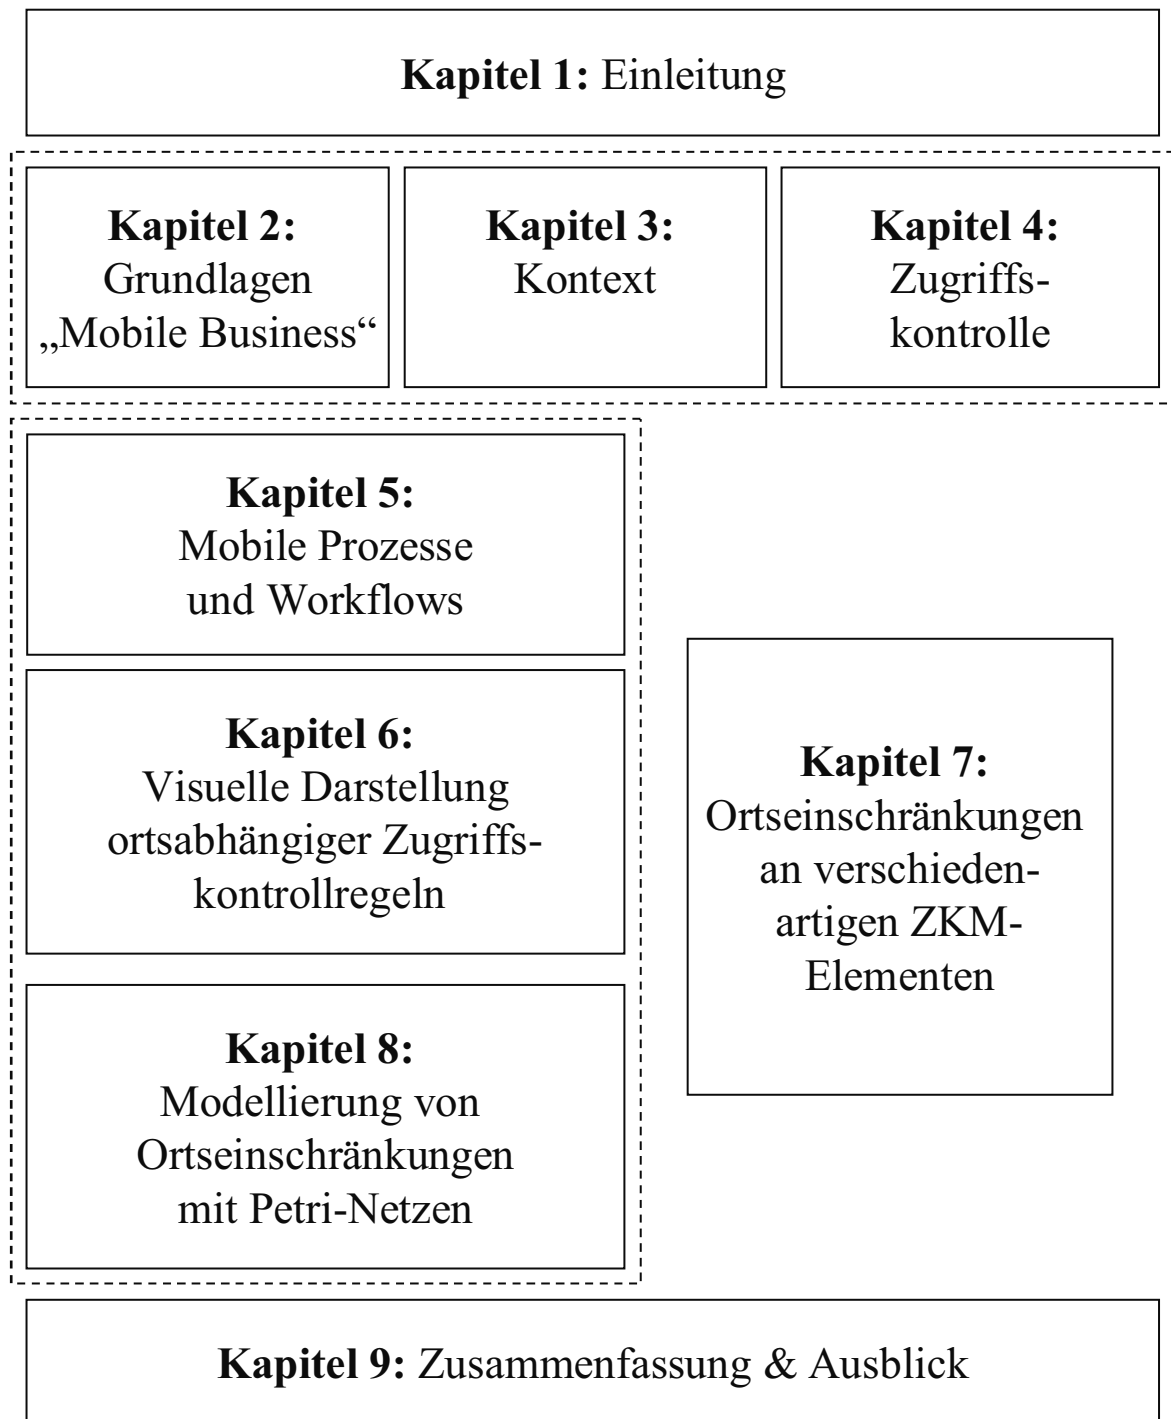 Kapitel 1: Einleitung
Kapitel 2:
Grundlagen
„Mobile Business“
Kapitel 3:
Kontext
Kapitel 4:
Zugriffs-
kontrolle
Kapitel 5:
Mobile Prozesse
und Workflows
Kapitel 6:
Visuelle Darstellung
ortsabhängiger Zugriffs-
kontrollregeln
Kapitel 7:
Ortseinschränkungen
an verschieden-
artigen ZKM-
Elementen
Kapitel 8:
Modellierung von
Ortseinschränkungen
mit Petri-Netzen
Kapitel 9: Zusammenfassung & Ausblick